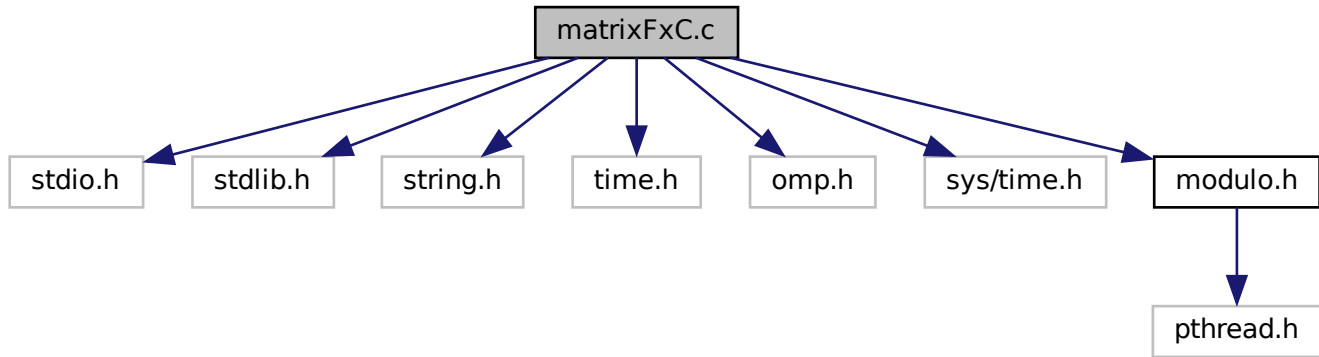 matrixFxC.c
stdio.h
stdlib.h
string.h
time.h
omp.h
sys/time.h
modulo.h
pthread.h